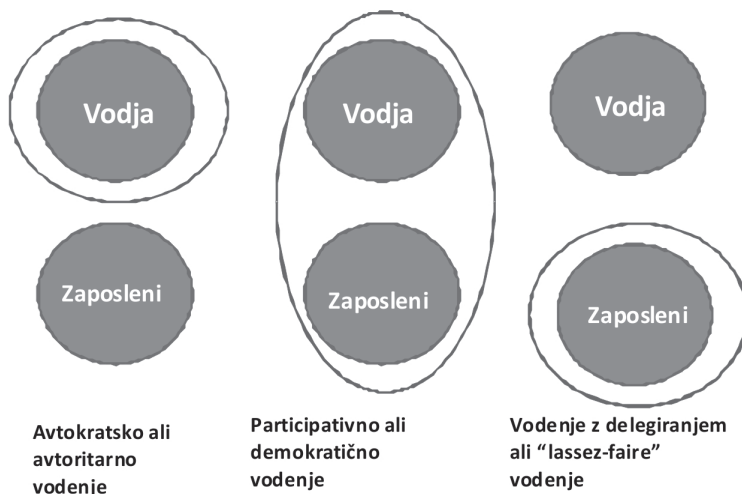 Vodja
Vodja
Vodja
Zaposleni
Zaposleni
Zaposleni
Avtokratsko ali
avtoritarno
vodenje
Participativno ali
demokratično
vodenje
Vodenje z delegiranjem
ali “lassez-faire”
vodenje